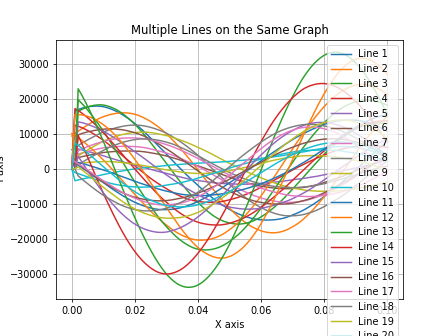 Multiple Lines on the Same Graph
30000
20000
10000
0
−10000
−20000
−30000
0.00
0.02
0.04
0.06
X axis
Line 1
Line 2
Line 3
Line 4
Line 5
Line 6
Line 7
Line 8
Line 9
Line 10
Line 11
Line 12
Line 13
Line 14
Line 15
Line 16
Line 17
Line 18
Line 19
Line 20